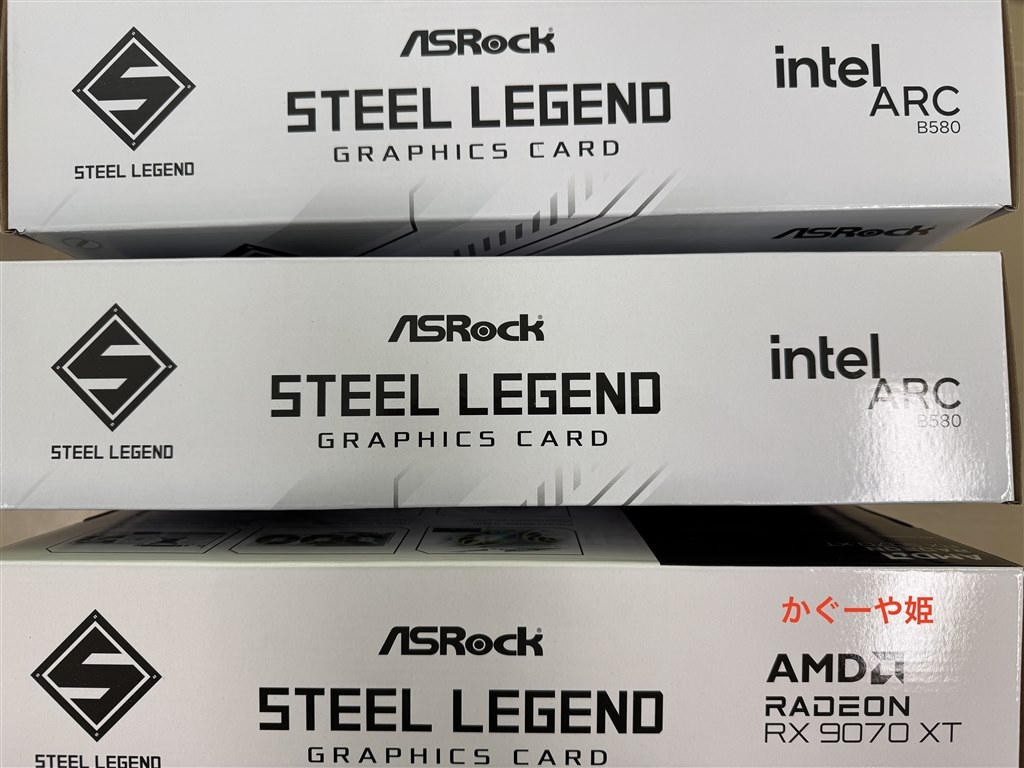 ASRock
STEEL LEGEND
GRAPHICS CARD
STEEL LEGEND
intel
ARC
B580
ASRock
ASRock
STEEL LEGEND
GRAPHICS CARD
STEEL LEGEND
intel
ARC
B580
AMD
かぐーや姫
ASRock
STEEL LEGEND
GRAPHICS CARD
STEEL LEGEND
AMD
RADEON
RX 9070 XT